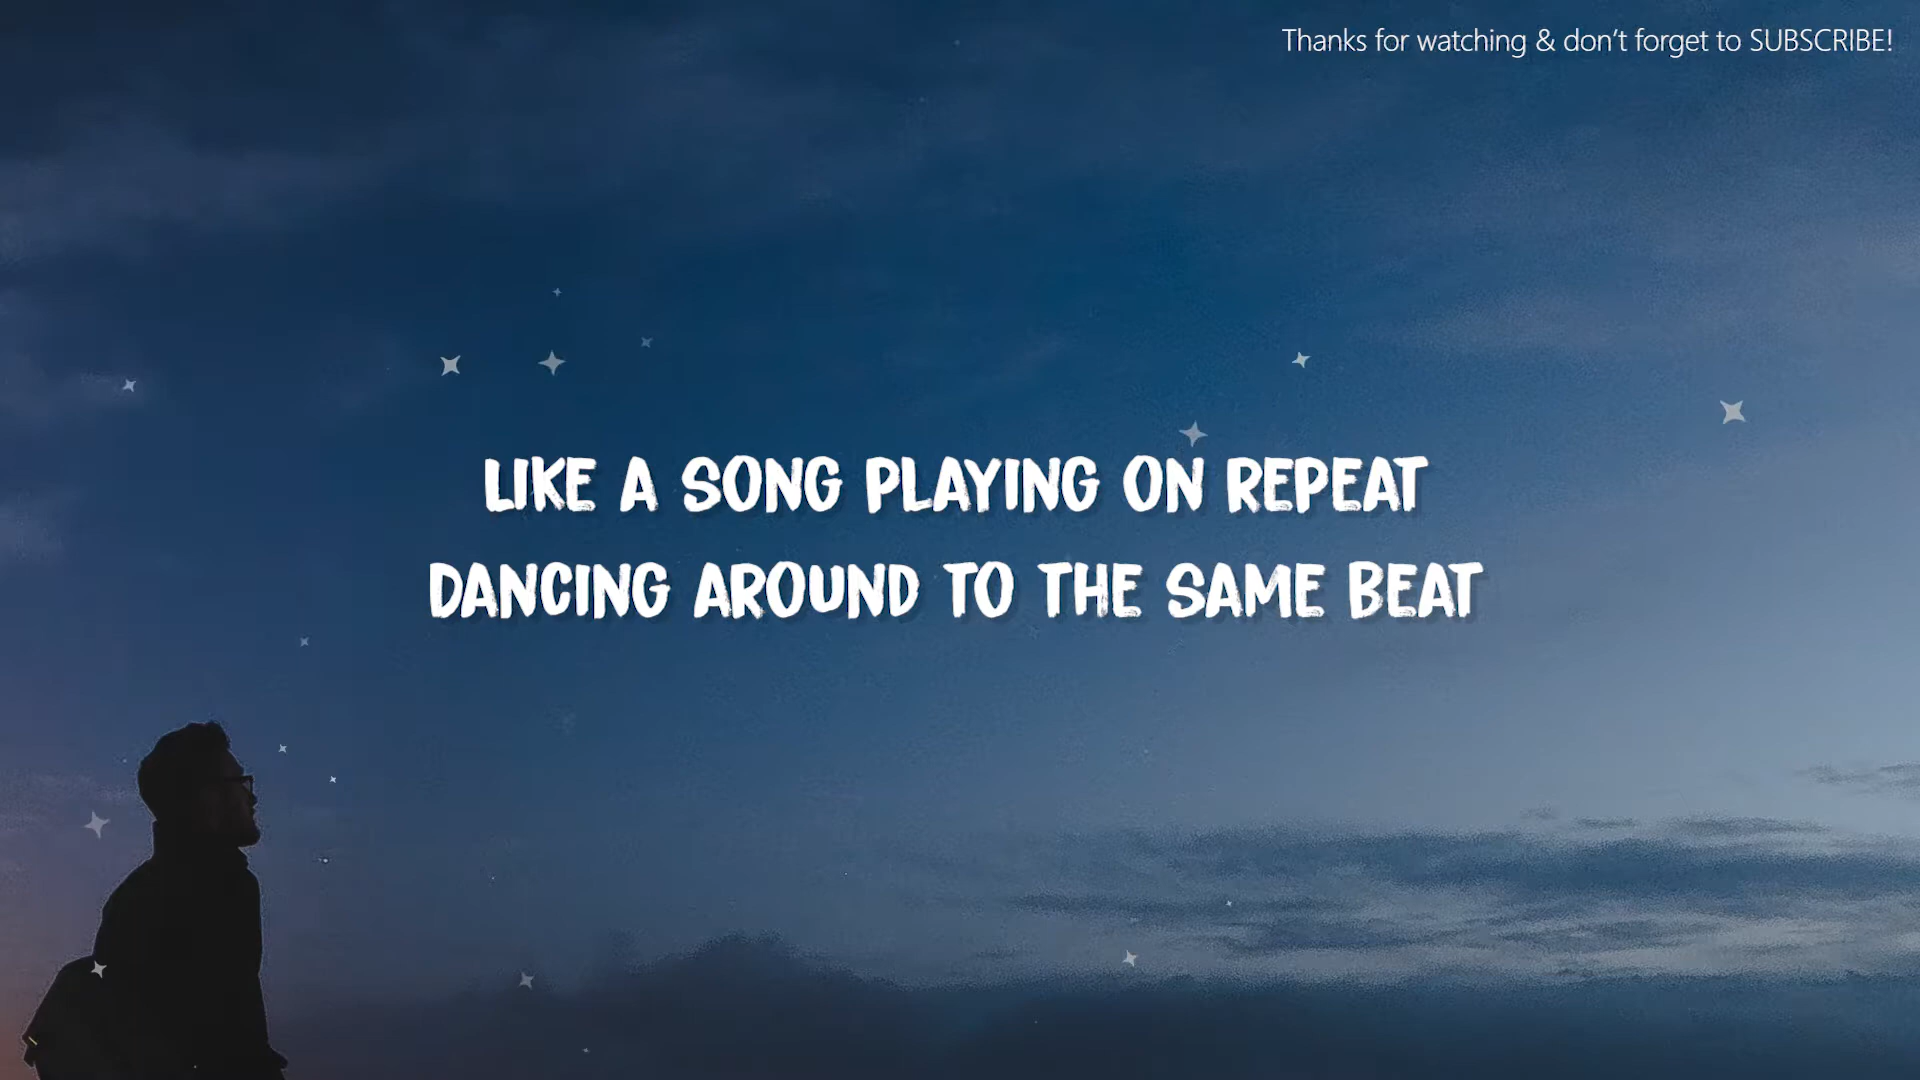 Thanks for watching & don't forget to SUBSCRIBE!
LIKE A SONG PLAYING ON REPEAT
DANCING AROUND TO THE SAME BEAT